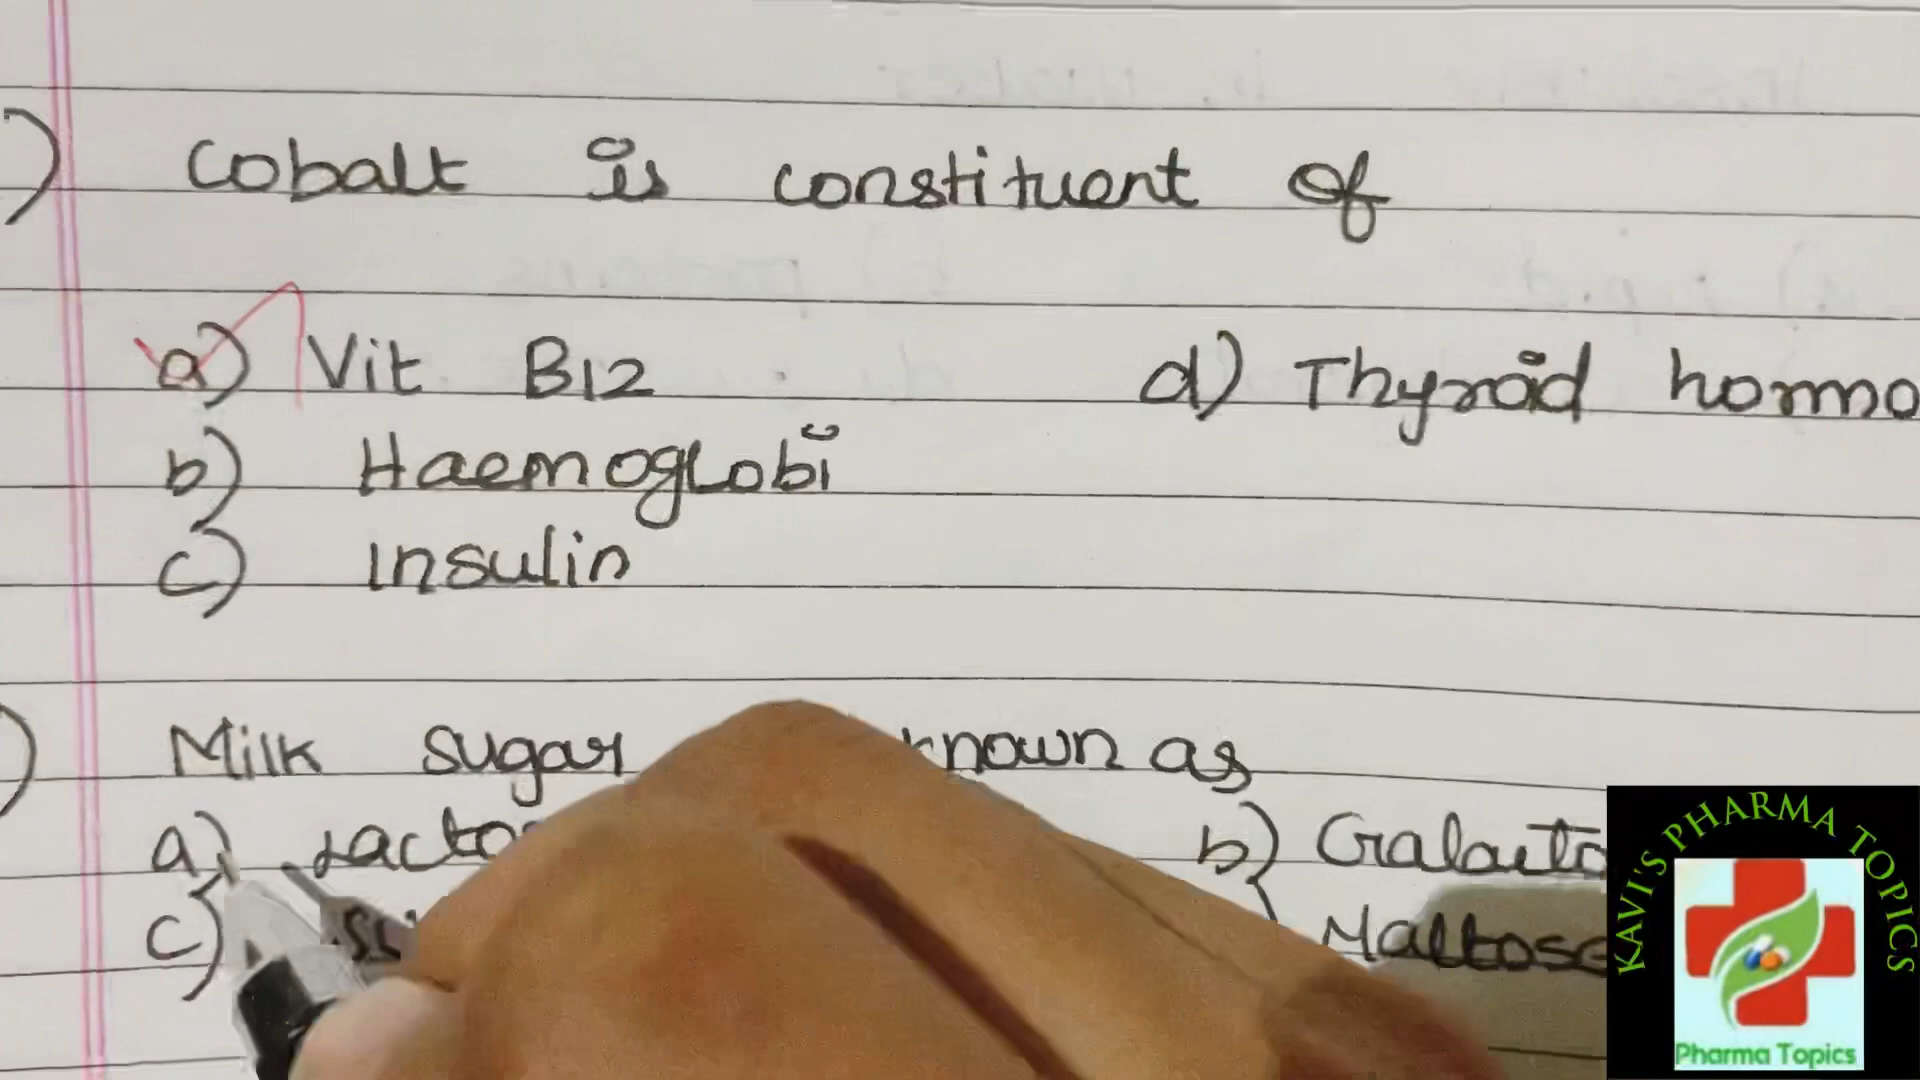 ) Cobalt is constituent of
a) Vit B12 d) Thyroid hormo
b) Haemoglobi
c) Insulin
) Milk sugar known as
a) Lacto b) Galacto
c) Maltose
KAVI'S PHARMA TOPICS
Pharma Topics